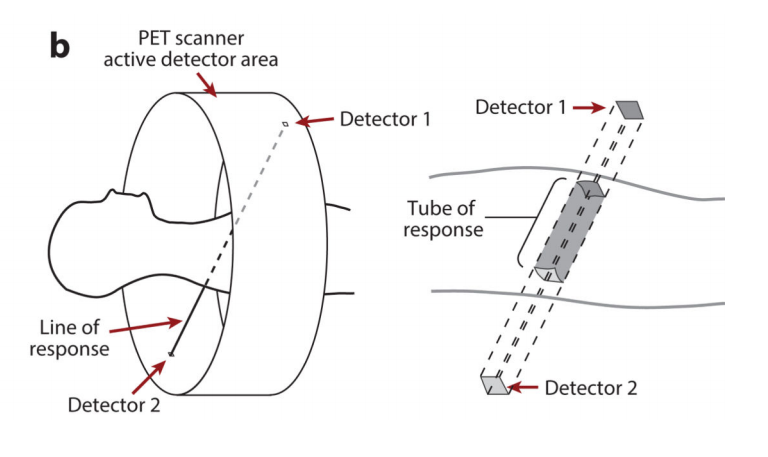 b
PET scanner
active detector area
Detector 1
Line of
response
Detector 2
Detector 1
Tube of
response
Detector 2